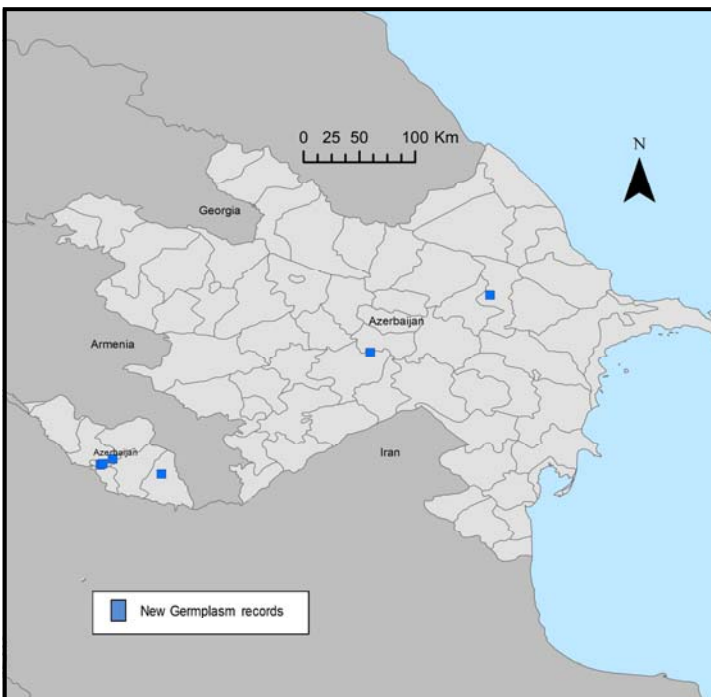 0 25 50 100 Km
N
Georgia
Azerbaijan
Armenia
Azerbaijan
Iran
New Germplasm records